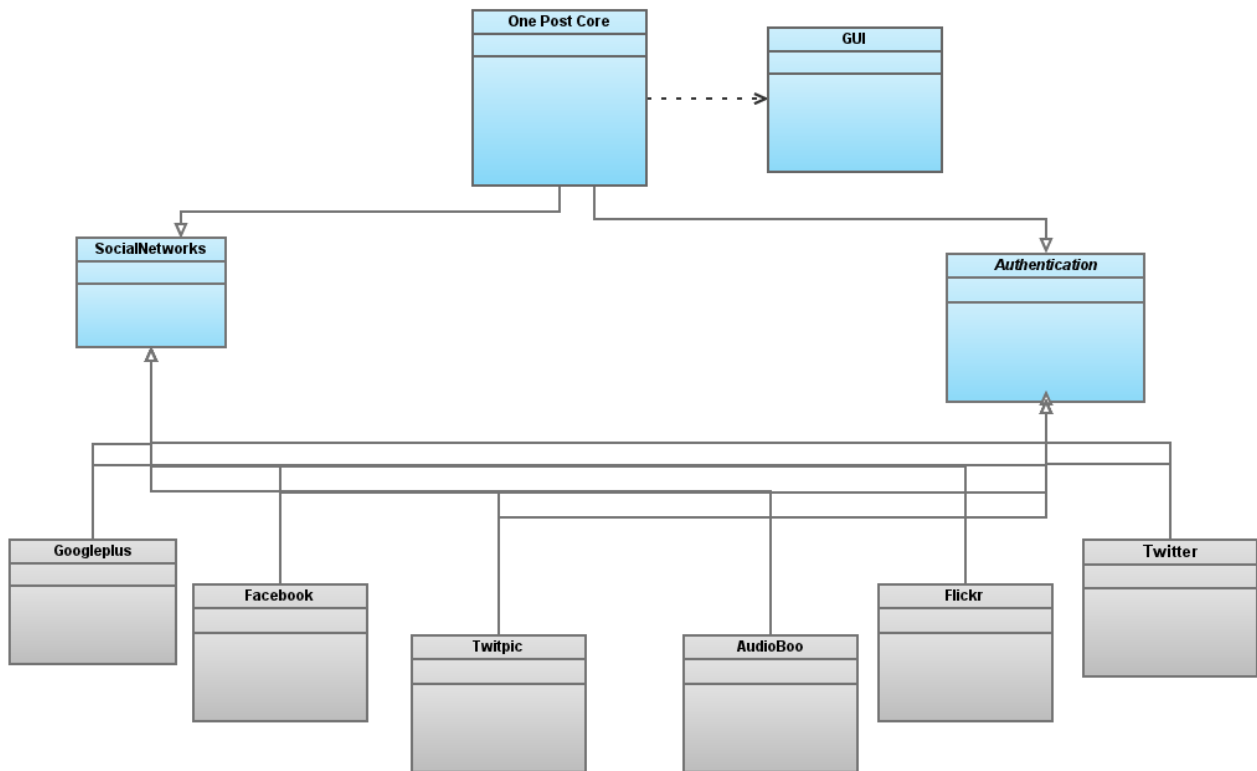 One Post Core
GUI
SocialNetworks
Authentication
Googleplus
Facebook
Twitpic
AudioBoo
Flickr
Twitter